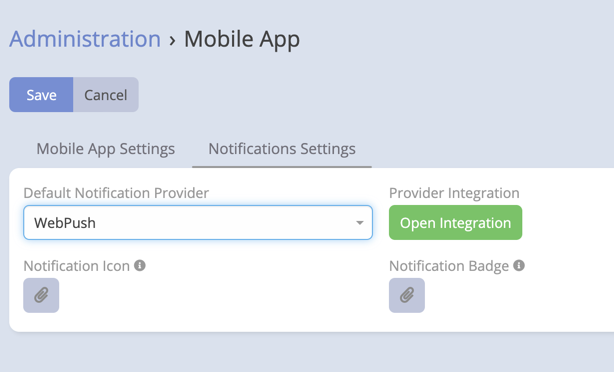 Administration › Mobile App
Save Cancel
Mobile App Settings Notifications Settings
Default Notification Provider Provider Integration
WebPush Open Integration
Notification Icon Notification Badge